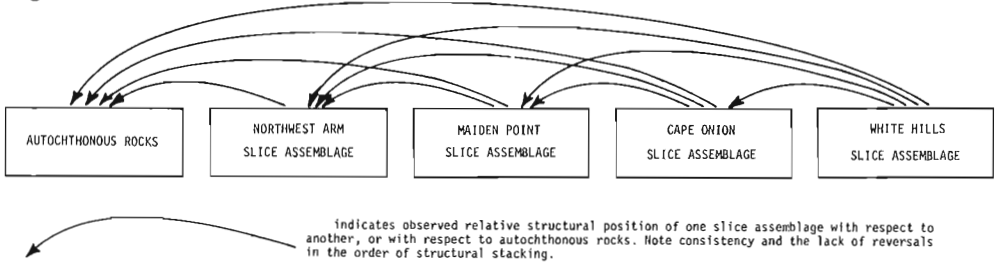 AUTOCHTHONOUS ROCKS
NORTHWEST ARM
SLICE ASSEMBLAGE
MAIDEN POINT
SLICE ASSEMBLAGE
CAPE ONION
SLICE ASSEMBLAGE
WHITE HILLS
SLICE ASSEMBLAGE
indicates observed relative structural position of one slice assemblage with respect to
another, or with respect to autochthonous rocks. Note consistency and the lack of reversals
in the order of structural stacking.